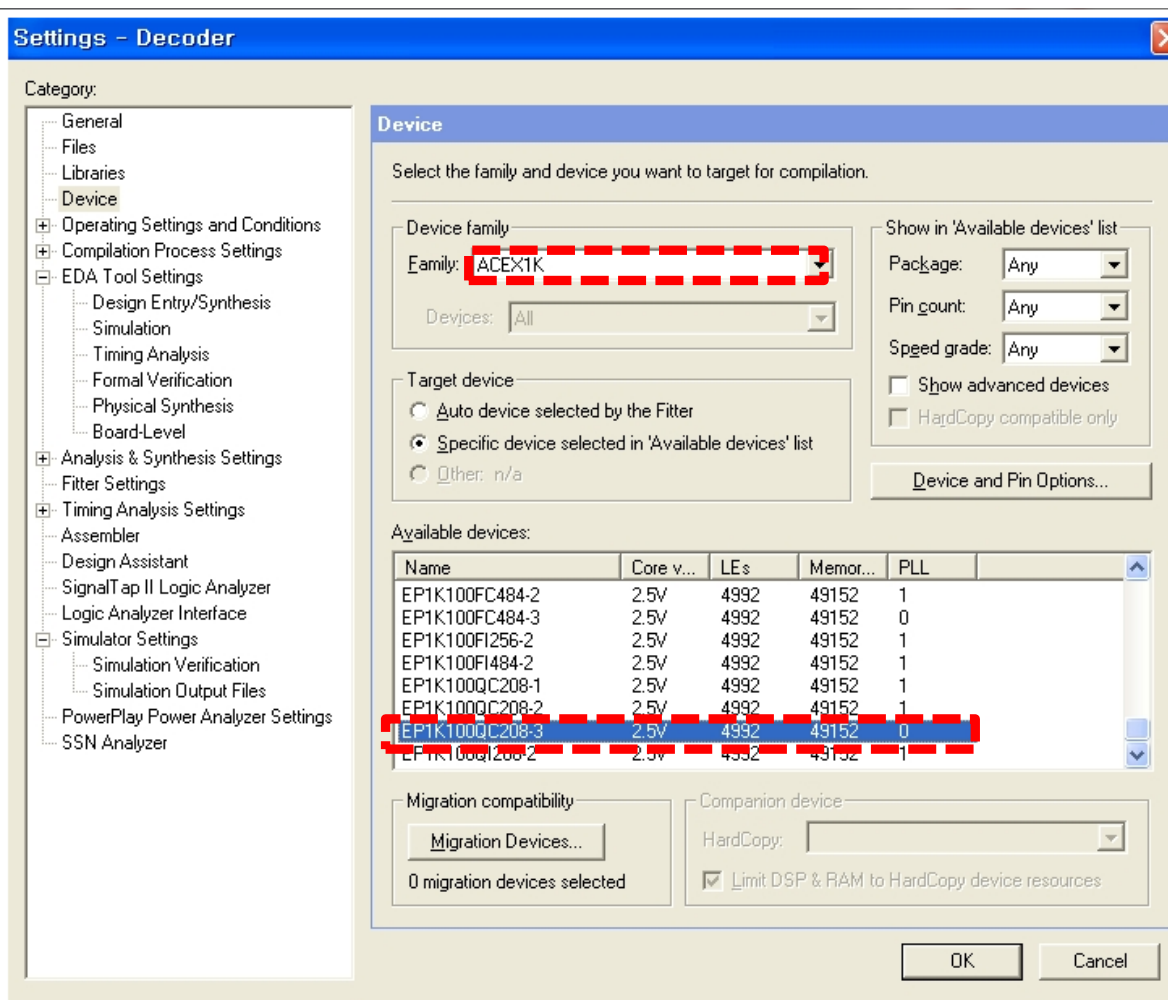 Settings - Decoder
Category:
General
Files
Libraries
Device
Operating Settings and Conditions
Compilation Process Settings
EDA Tool Settings
Design Entry/Synthesis
Simulation
Timing Analysis
Formal Verification
Physical Synthesis
Board-Level
Analysis & Synthesis Settings
Fitter Settings
Timing Analysis Settings
Assembler
Design Assistant
SignalTap II Logic Analyzer
Logic Analyzer Interface
Simulator Settings
Simulation Verification
Simulation Output Files
PowerPlay Power Analyzer Settings
SSN Analyzer
Device
Select the family and device you want to target for compilation.
Device family
Family: ACEX1K
Devices: All
Target device
Auto device selected by the Fitter
Specific device selected in 'Available devices' list
Other: n/a
Show in 'Available devices' list
Package: Any
Pin count: Any
Speed grade: Any
Show advanced devices
HardCopy compatible only
Device and Pin Options...
Available devices:
Name Core v... LEs Memor... PLL
EP1K100FC484-2 2.5V 4992 49152 1
EP1K100FC484-3 2.5V 4992 49152 0
EP1K100FI256-2 2.5V 4992 49152 1
EP1K100FI484-2 2.5V 4992 49152 1
EP1K100QC208-1 2.5V 4992 49152 1
EP1K100QC208-2 2.5V 4992 49152 1
EP1K100QC208-3 2.5V 4992 49152 0
EP1K100QI208-2 2.5V 4992 49152 1
Migration compatibility
Migration Devices...
0 migration devices selected
Companion device
HardCopy:
Limit DSP & RAM to HardCopy device resources
OK Cancel